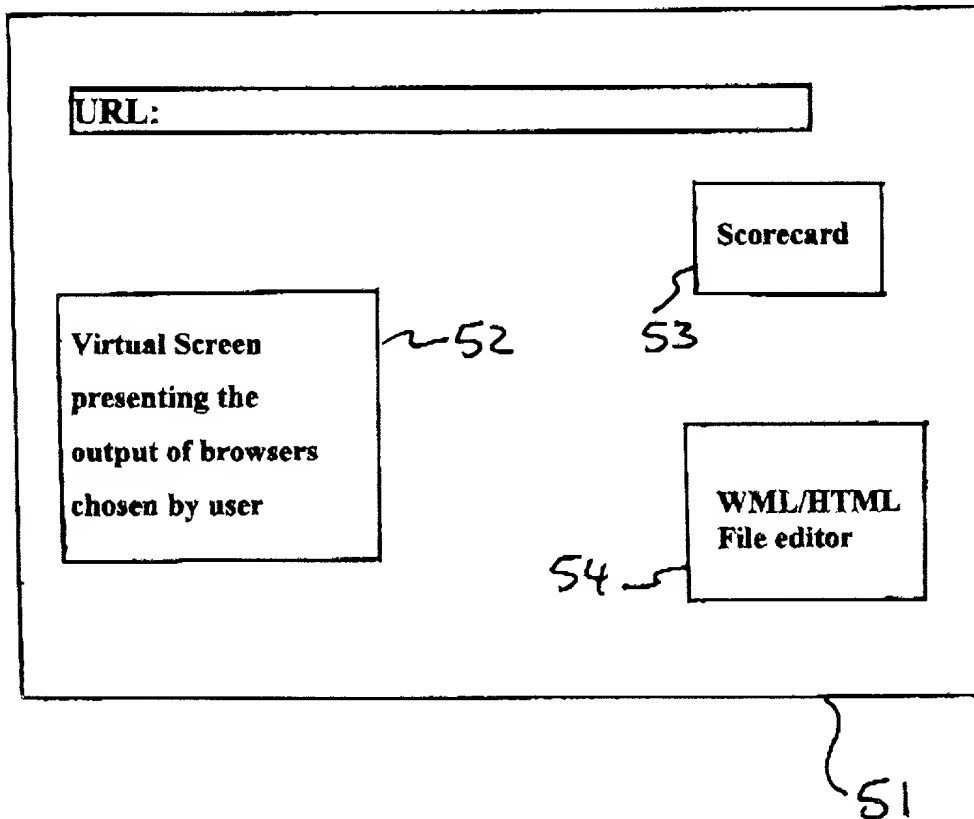 URL:
Scorecard
53
Virtual Screen
presenting the
output of browsers
chosen by user
52
WML/HTML
File editor
54
51